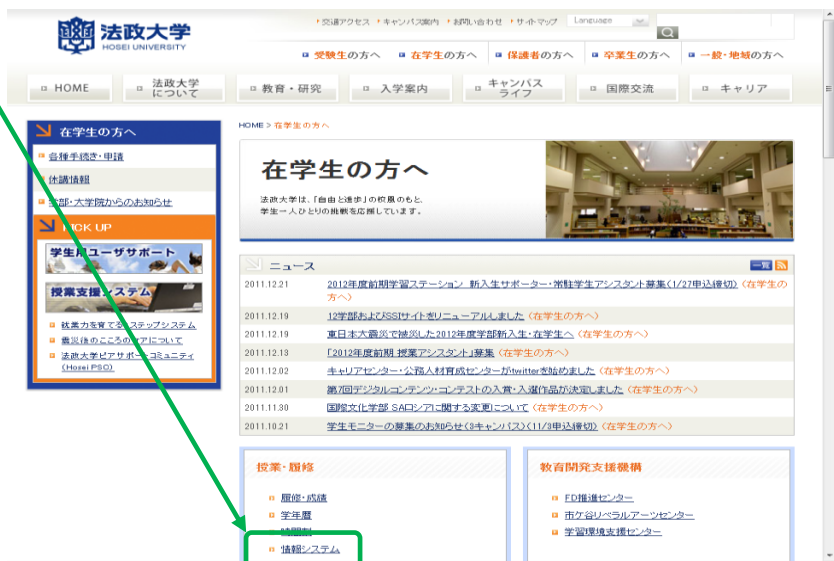 交通アクセス キャンパス案内 お問い合わせ サイトマップ Language
法政大学
HOSEI UNIVERSITY
受験生の方へ 在学生の方へ 保護者の方へ 卒業生の方へ 一般・地域の方へ
HOME 法政大学について 教育・研究 入学案内 キャンパスライフ 国際交流 キャリア
在学生の方へ
各種手続き・申請
休講情報
学部・大学院からのお知らせ
PICK UP
学生用ユーザサポート
授業支援システム
就業力を育てる3ステップシステム
震災後のこころのケアについて
法政大学ピアサポートコミュニティ
(Hosei PSC)
HOME > 在学生の方へ
在学生の方へ
法政大学は、「自由と進歩」の校風のもと、
学生一人ひとりの挑戦を応援しています。
ニュース 一覧
2011.12.21 2012年度前期学習ステーション 新入生サポーター・常駐学生アシスタント募集(1/27申込締切) (在学生の
方へ)
2011.12.19 12学部およびSSIサイトをリニューアルしました (在学生の方へ)
2011.12.19 東日本大震災で被災した2012年度学部新入生・在学生へ (在学生の方へ)
2011.12.13 「2012年度前期 授業アシスタント」募集 (在学生の方へ)
2011.12.02 キャリアセンター・公務人材育成センターがtwitterを始めました (在学生の方へ)
2011.12.01 第7回デジタルコンテンツ・コンテストの入賞・入選作品が決定しました (在学生の方へ)
2011.11.30 国際文化学部 SAロシアに関する変更について (在学生の方へ)
2011.10.21 学生モニターの募集のお知らせ(3キャンパス)(11/3申込締切) (在学生の方へ)
授業・履修
履修・成績
学年暦
時間割
情報システム
教育開発支援機構
FD推進センター
市ケ谷リベラルアーツセンター
学習環境支援センター